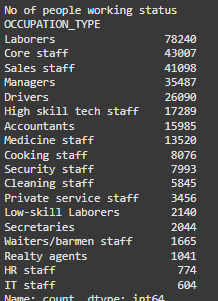 No of people working status
OCCUPATION_TYPE
Laborers 78240
Core staff 43007
Sales staff 41098
Managers 35487
Drivers 26090
High skill tech staff 17289
Accountants 15985
Medicine staff 13520
Cooking staff 8076
Security staff 7993
Cleaning staff 5845
Private service staff 3456
Low-skill Laborers 2140
Secretaries 2044
Waiters/barmen staff 1665
Realty agents 1041
HR staff 774
IT staff 604
Name: count, dtype: int64